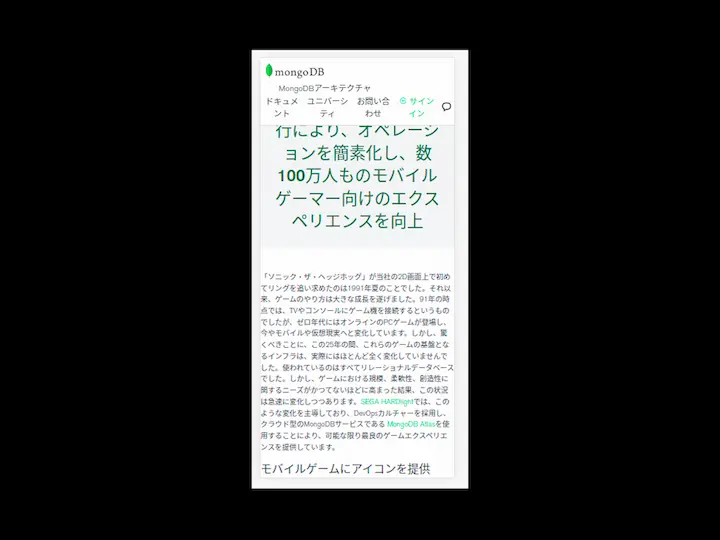 mongoDB
MongoDBアーキテクチャ
ドキュメ ユニバーシ お問い合 サイン
ント ティ わせ イン
行により、オペレーシ
ョンを簡素化し、数
100万人ものモバイル
ゲーマー向けのエクス
ペリエンスを向上
「ソニック・ザ・ヘッジホッグ」が当社の2D画面上で初め
てリングを追い求めたのは1991年夏のことでした。それ以
来、ゲームのやり方は大きな成長を遂げました。91年の時
点では、TVやコンソールにゲーム機を接続するというもの
でしたが、ゼロ年代にはオンラインのPCゲームが登場し、
今やモバイルや仮想現実へと変化しています。しかし、驚
くべきことに、この25年の間、これらのゲームの基盤とな
るインフラは、実際にはほとんど全く変化していませんで
した。使われているのはすべてリレーショナルデータベース
でした。しかし、ゲームにおける規模、柔軟性、創造性に
関するニーズがかつてないほどに高まった結果、この状況
は急速に変化しつつあります。SEGA HARDlightでは、この
ような変化を主導しており、DevOpsカルチャーを採用し、
クラウド型のMongoDBサービスである MongoDB Atlasを使
用することにより、可能な限り最良のゲームエクスペリエ
ンスを提供しています。
モバイルゲームにアイコンを提供